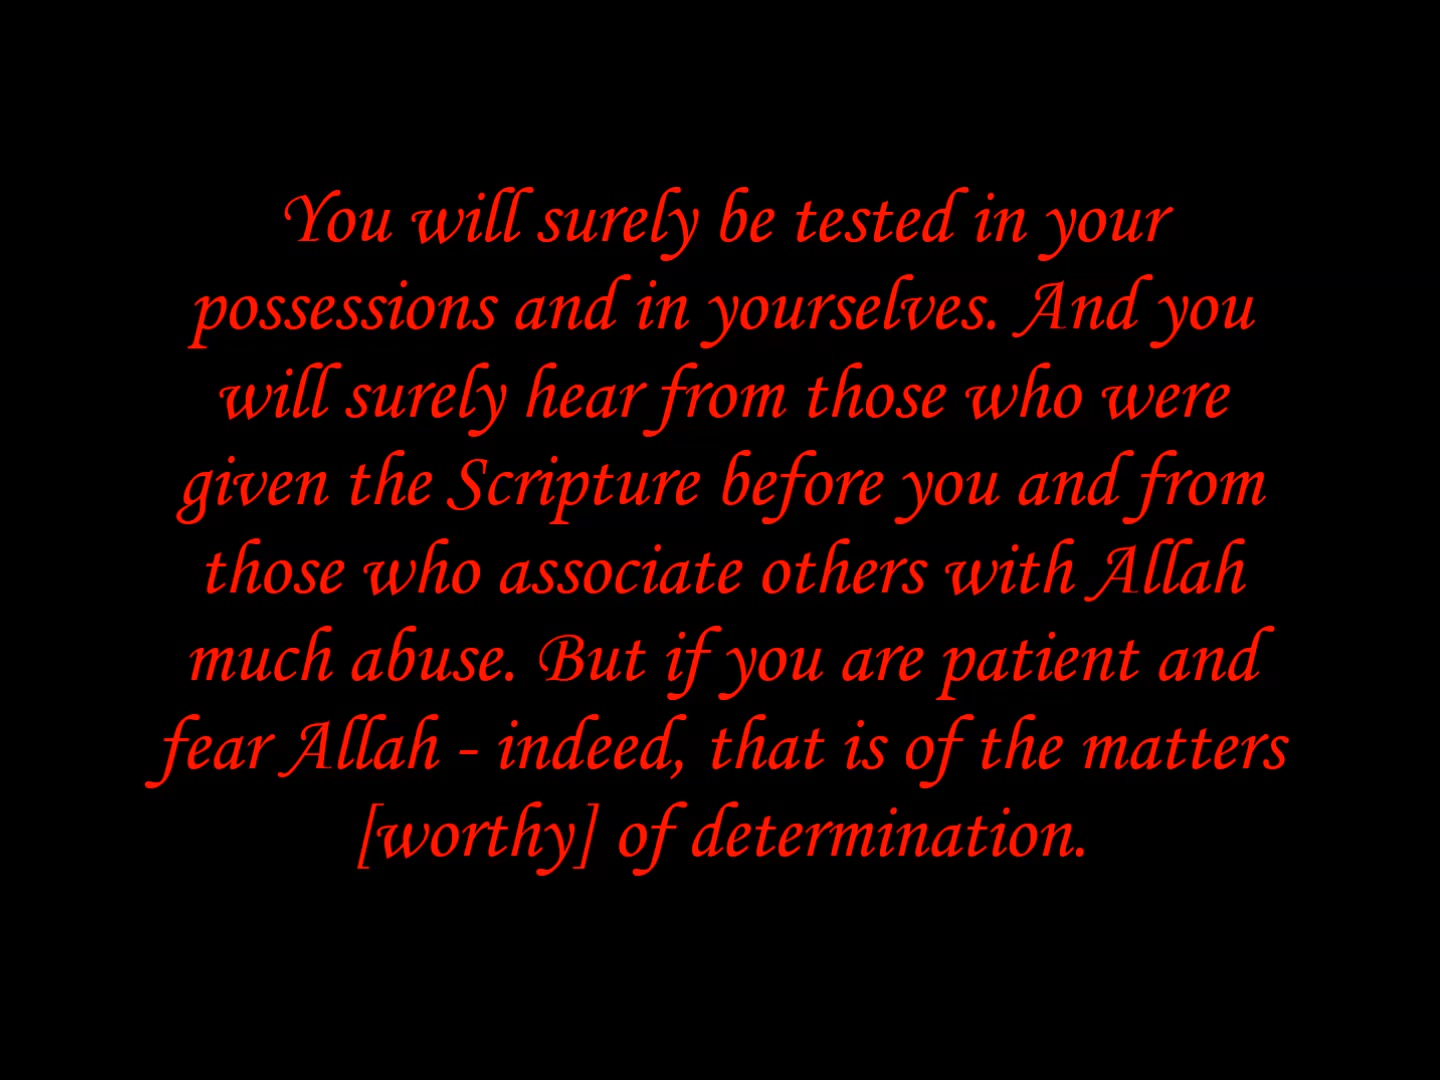 You will surely be tested in your
possessions and in yourselves. And you
will surely hear from those who were
given the Scripture before you and from
those who associate others with Allah
much abuse. But if you are patient and
fear Allah - indeed, that is of the matters
[worthy] of determination.